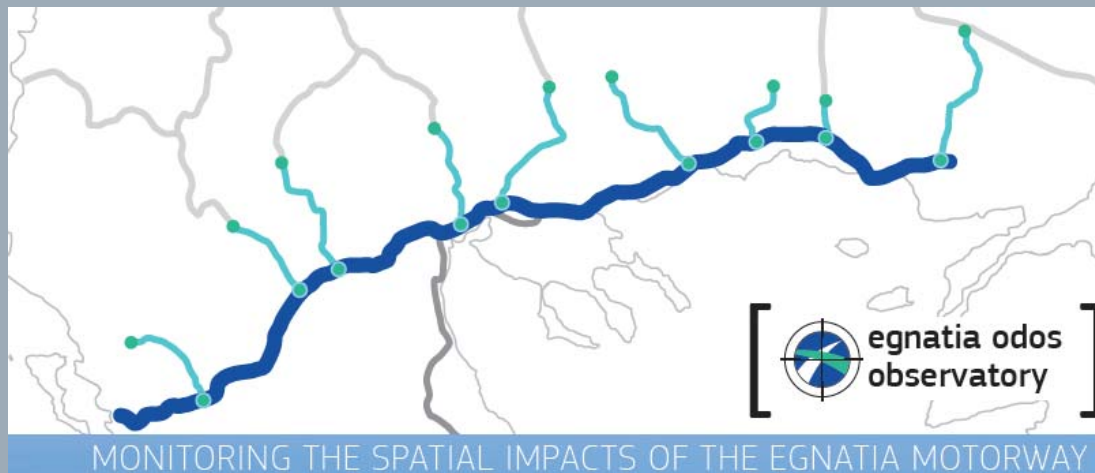 egnatia odos
observatory
MONITORING THE SPATIAL IMPACTS OF THE EGNATIA MOTORWAY